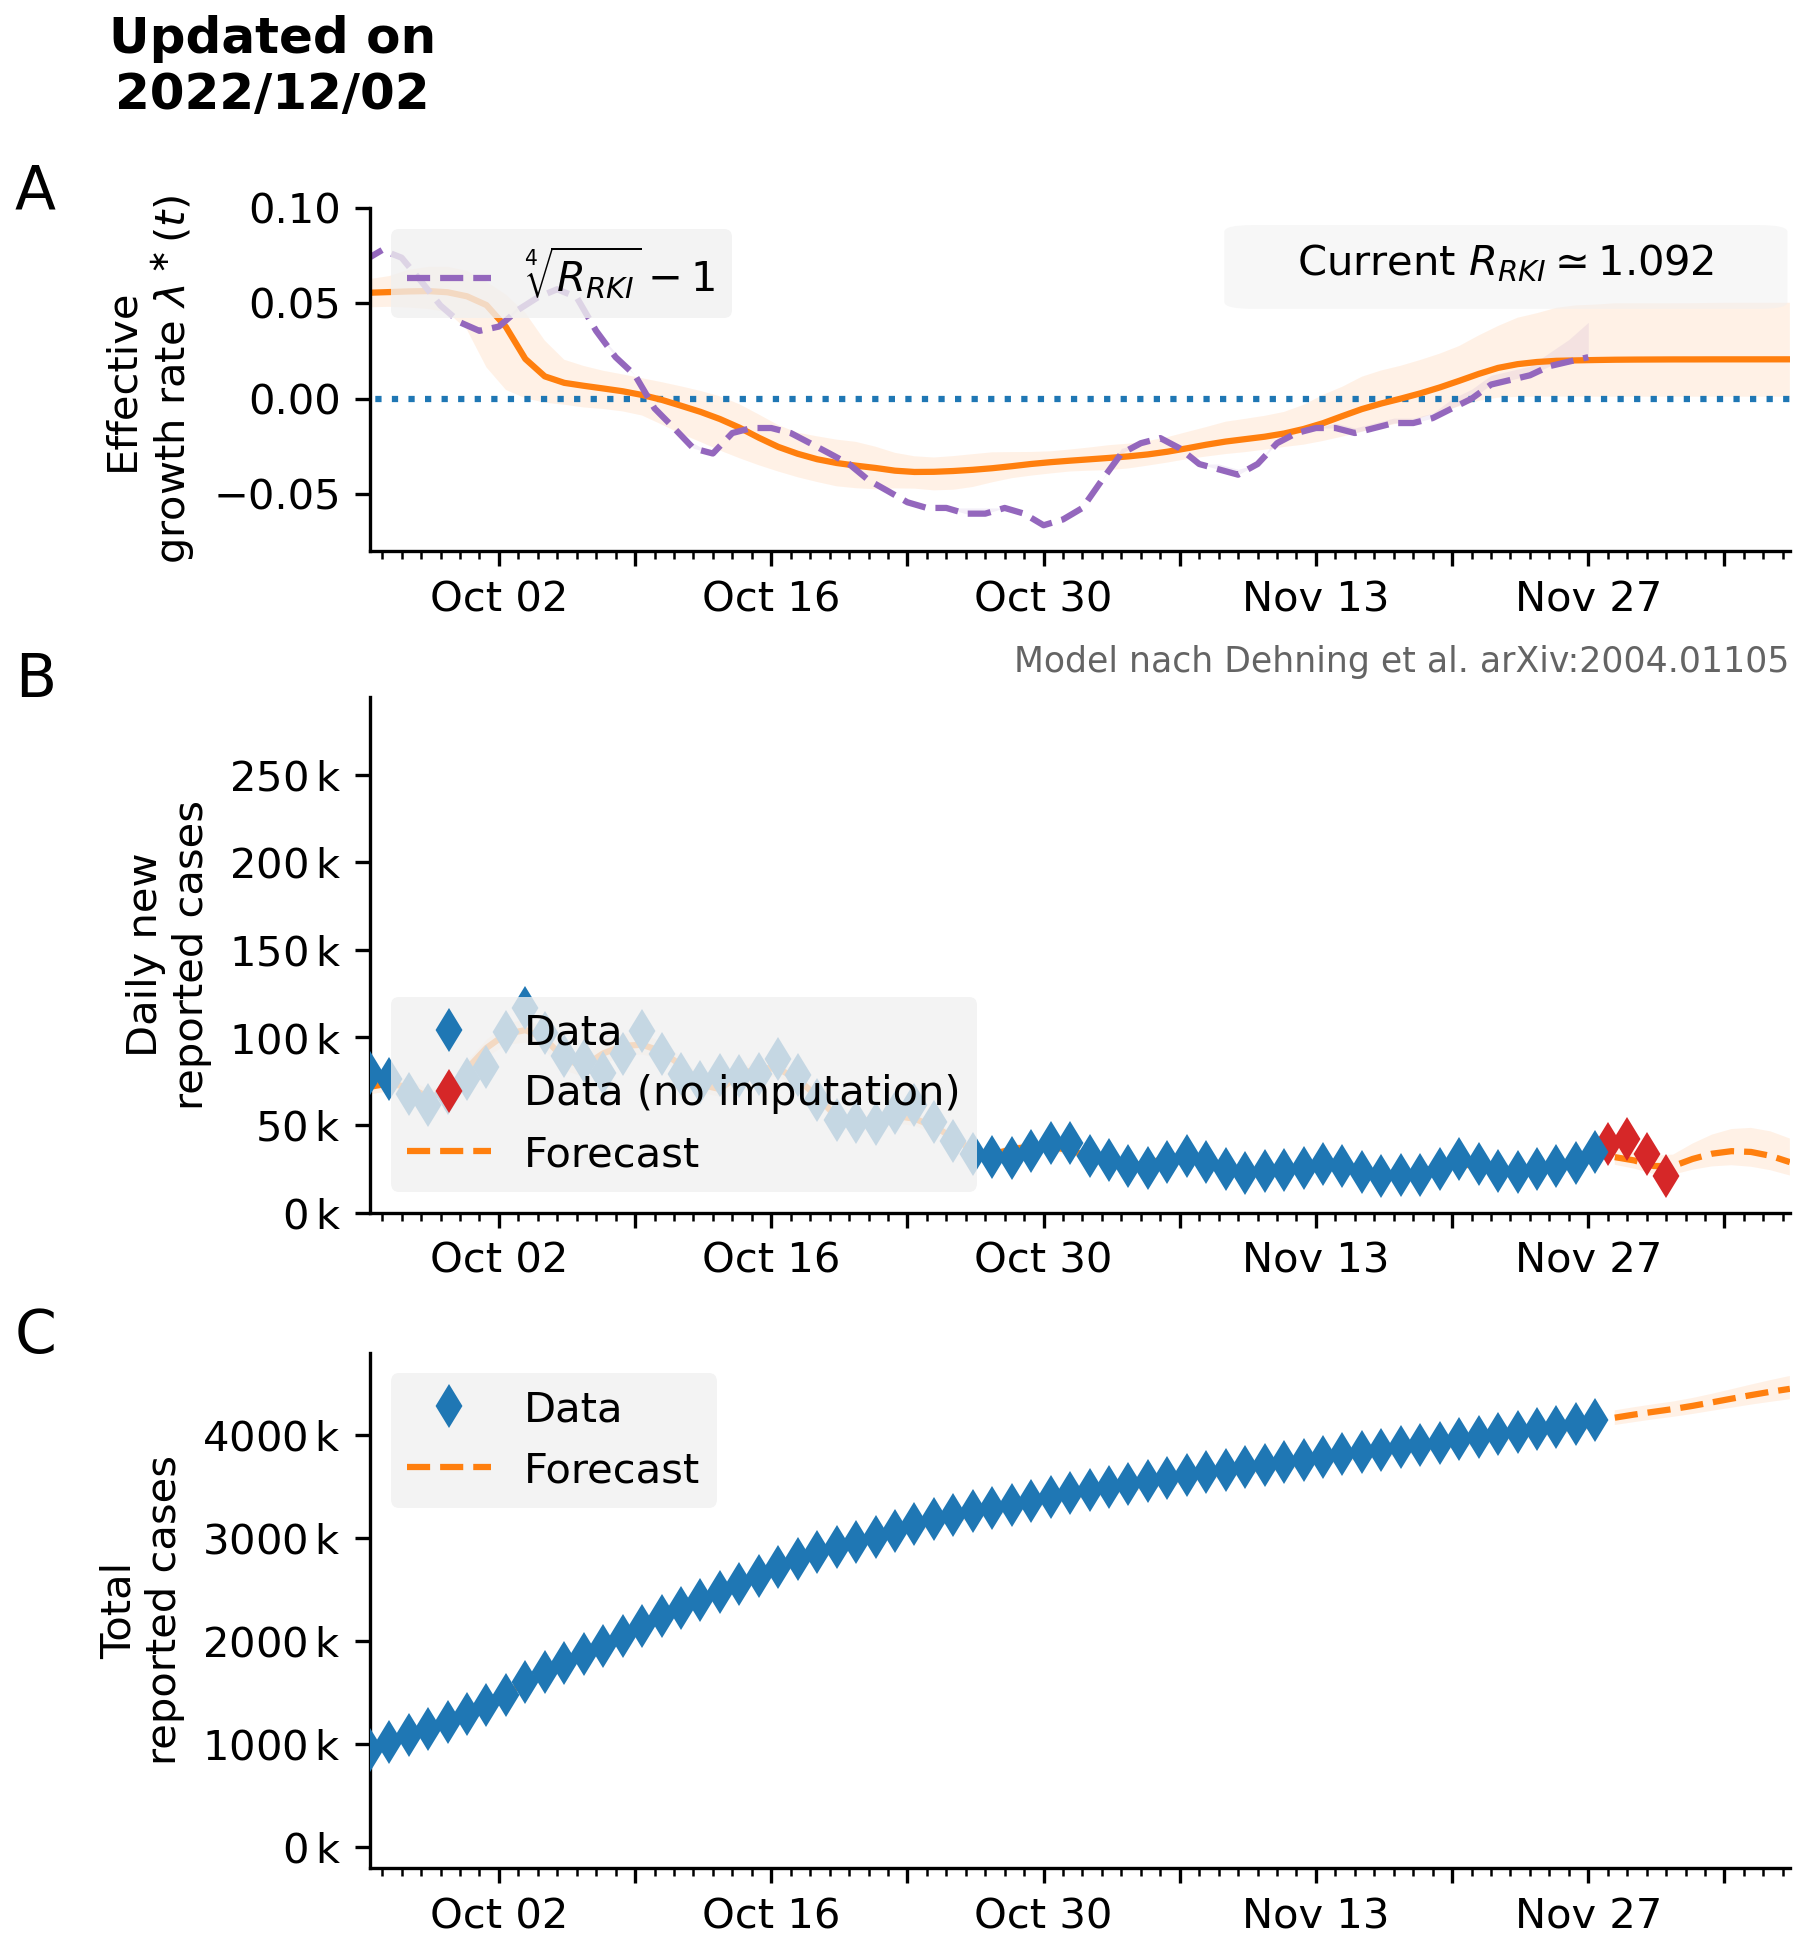 Updated on
2022/12/02
A
Effective
growth rate λ * (t)
0.10
0.05
0.00
−0.05
∜R_RKI − 1
Current R_RKI ≃ 1.092
Oct 02 Oct 16 Oct 30 Nov 13 Nov 27
Model nach Dehning et al. arXiv:2004.01105
B
Daily new
reported cases
250 k
200 k
150 k
100 k
50 k
0 k
Data
Data (no imputation)
Forecast
Oct 02 Oct 16 Oct 30 Nov 13 Nov 27
C
Total
reported cases
4000 k
3000 k
2000 k
1000 k
0 k
Data
Forecast
Oct 02 Oct 16 Oct 30 Nov 13 Nov 27